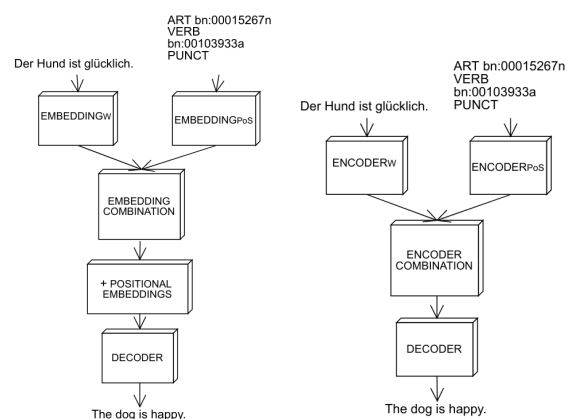 ART bn:00015267n
VERB
bn:00103933a
PUNCT
Der Hund ist glücklich.
EMBEDDINGW
EMBEDDINGPoS
EMBEDDING
COMBINATION
+ POSITIONAL
EMBEDDINGS
DECODER
The dog is happy.
ART bn:00015267n
VERB
bn:00103933a
PUNCT
Der Hund ist glücklich.
ENCODERW
ENCODERPoS
ENCODER
COMBINATION
DECODER
The dog is happy.